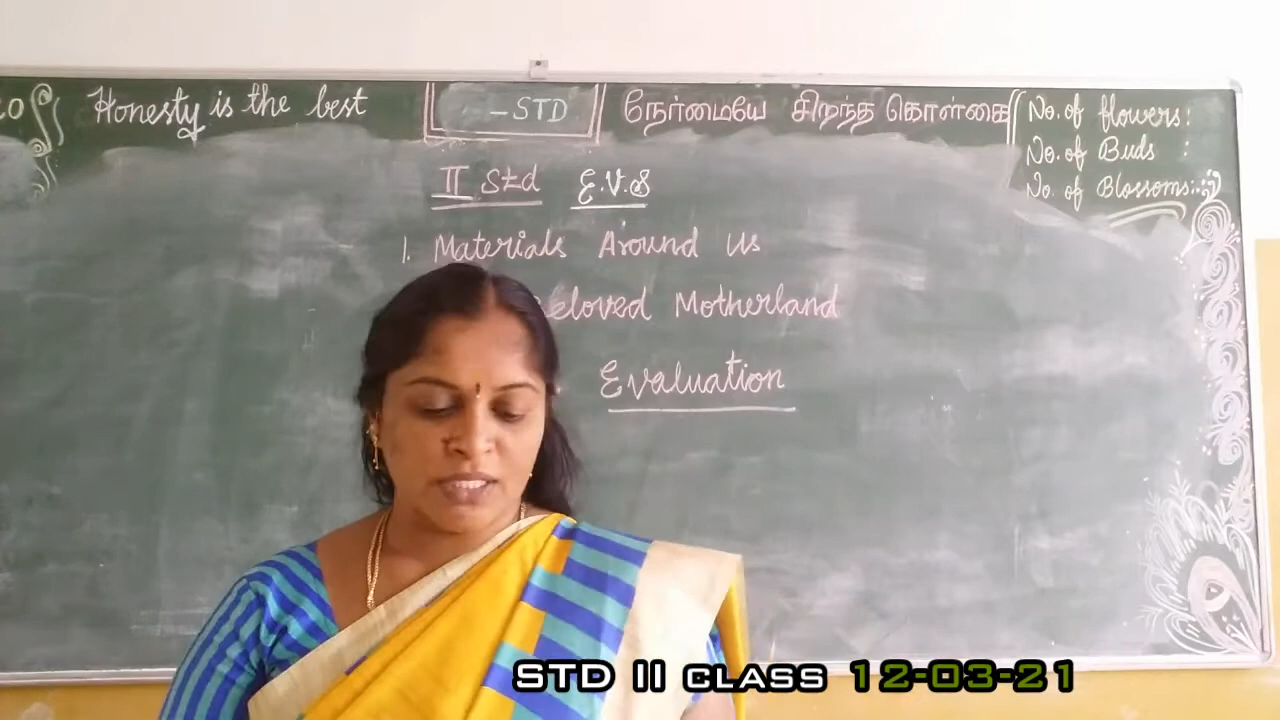 Honesty is the best
-STD
நேர்மையே சிறந்த கொள்கை
No. of flowers:
No. of Buds :
No. of Blossoms:
II Std E.V.S
1. Materials Around us
eloved Motherland
Evaluation
STD II CLASS 12-03-21